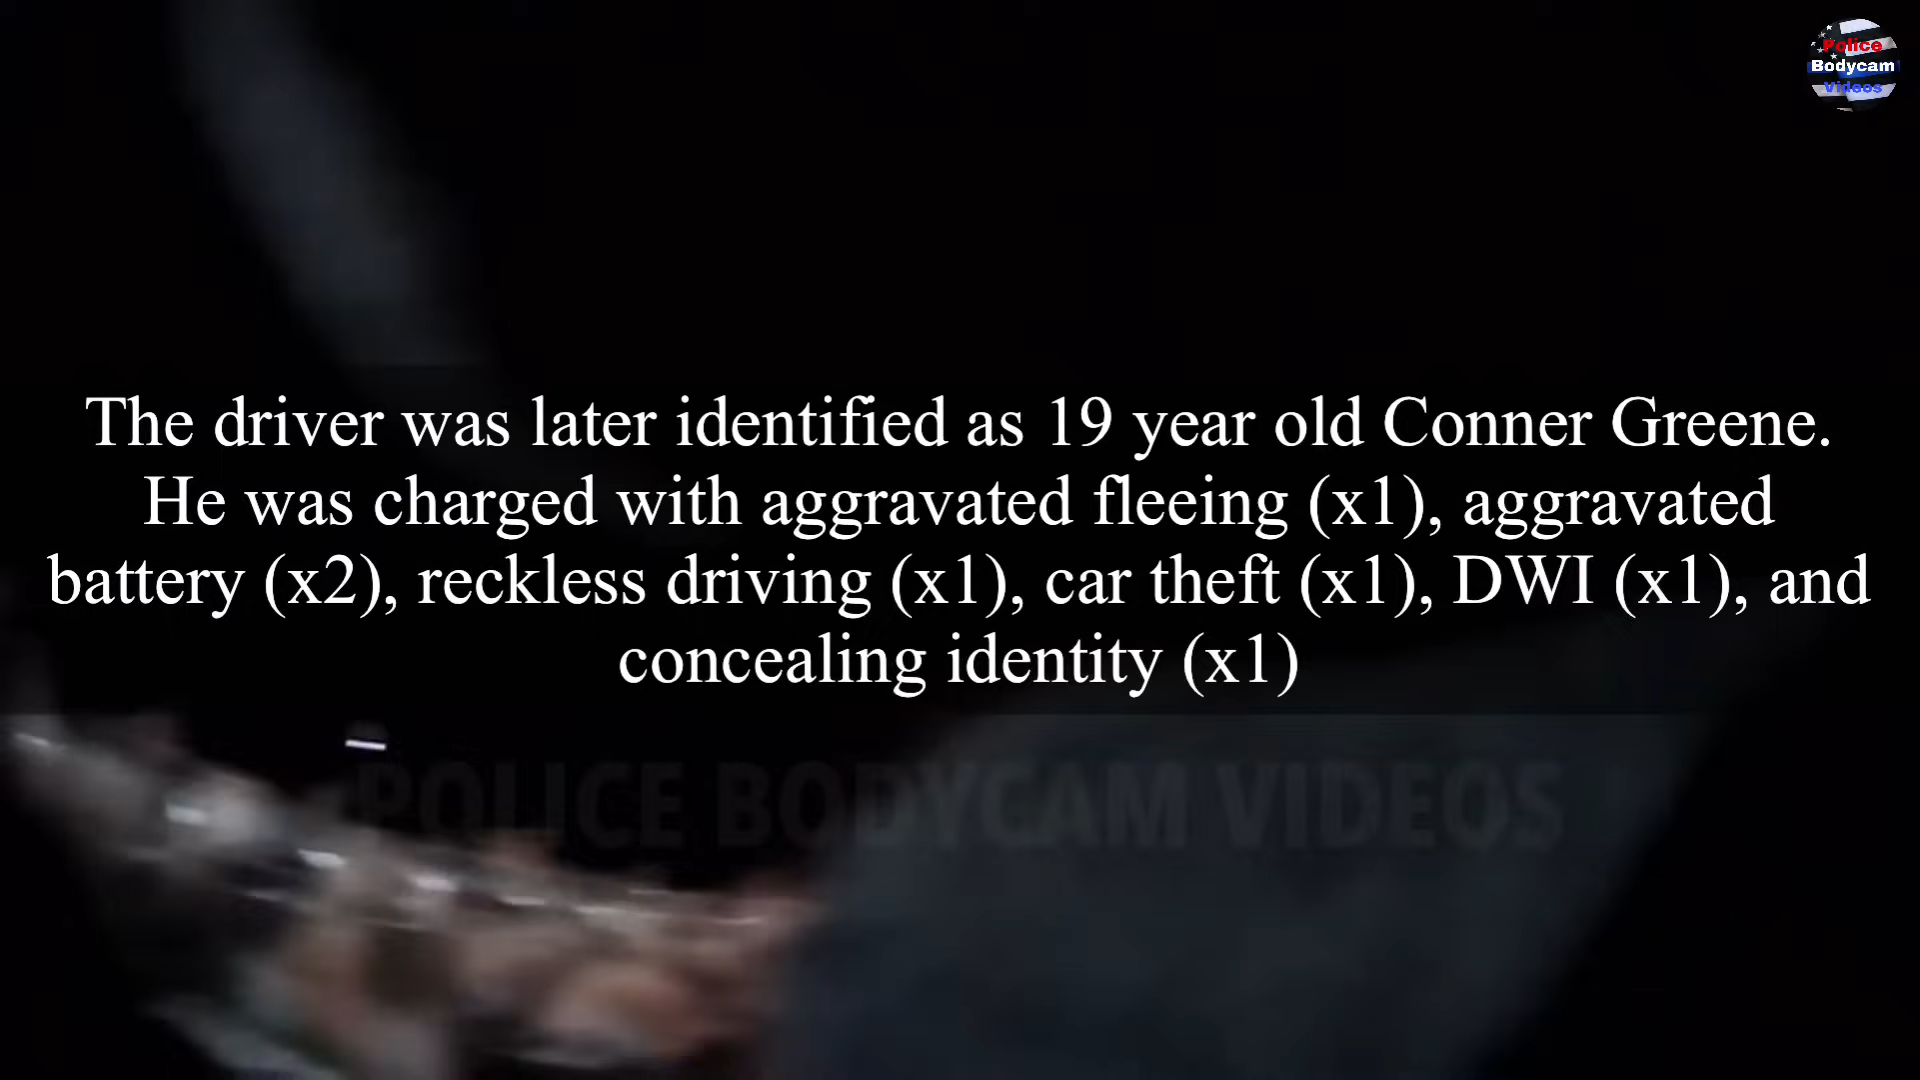 Police
Bodycam
Videos
The driver was later identified as 19 year old Conner Greene.
He was charged with aggravated fleeing (x1), aggravated
battery (x2), reckless driving (x1), car theft (x1), DWI (x1), and
concealing identity (x1)
POLICE BODYCAM VIDEOS